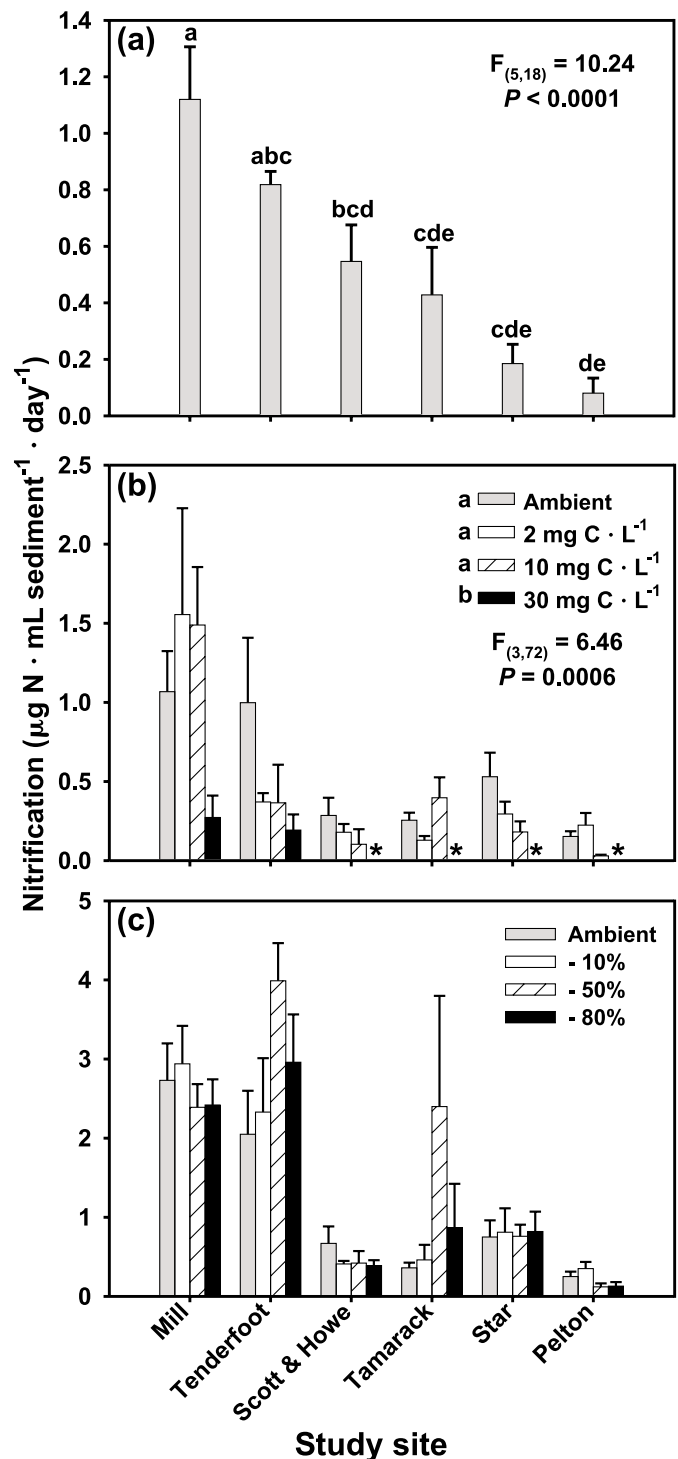 Nitrification (µg N · mL sediment⁻¹ · day⁻¹)
(a)
F(5,18) = 10.24
P < 0.0001
a
abc
bcd
cde
cde
de
1.4
1.2
1.0
0.8
0.6
0.4
0.2
0.0
(b)
a Ambient
a 2 mg C · L⁻¹
a 10 mg C · L⁻¹
b 30 mg C · L⁻¹
F(3,72) = 6.46
P = 0.0006
2.5
2.0
1.5
1.0
0.5
0.0
* * * *
(c)
Ambient
- 10%
- 50%
- 80%
5
4
3
2
1
0
Mill
Tenderfoot
Scott & Howe
Tamarack
Star
Pelton
Study site